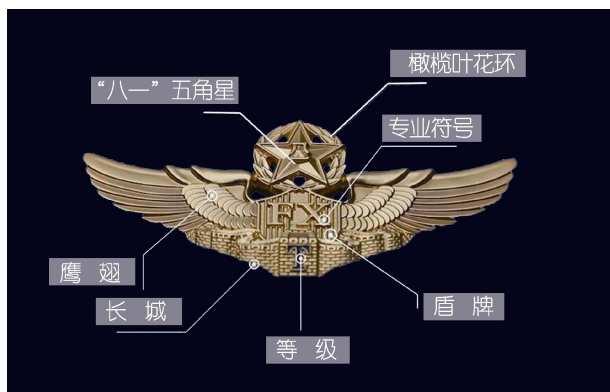 橄榄叶花环
“八一”五角星
专业符号
FX
T
鹰 翅
长 城
盾 牌
等 级